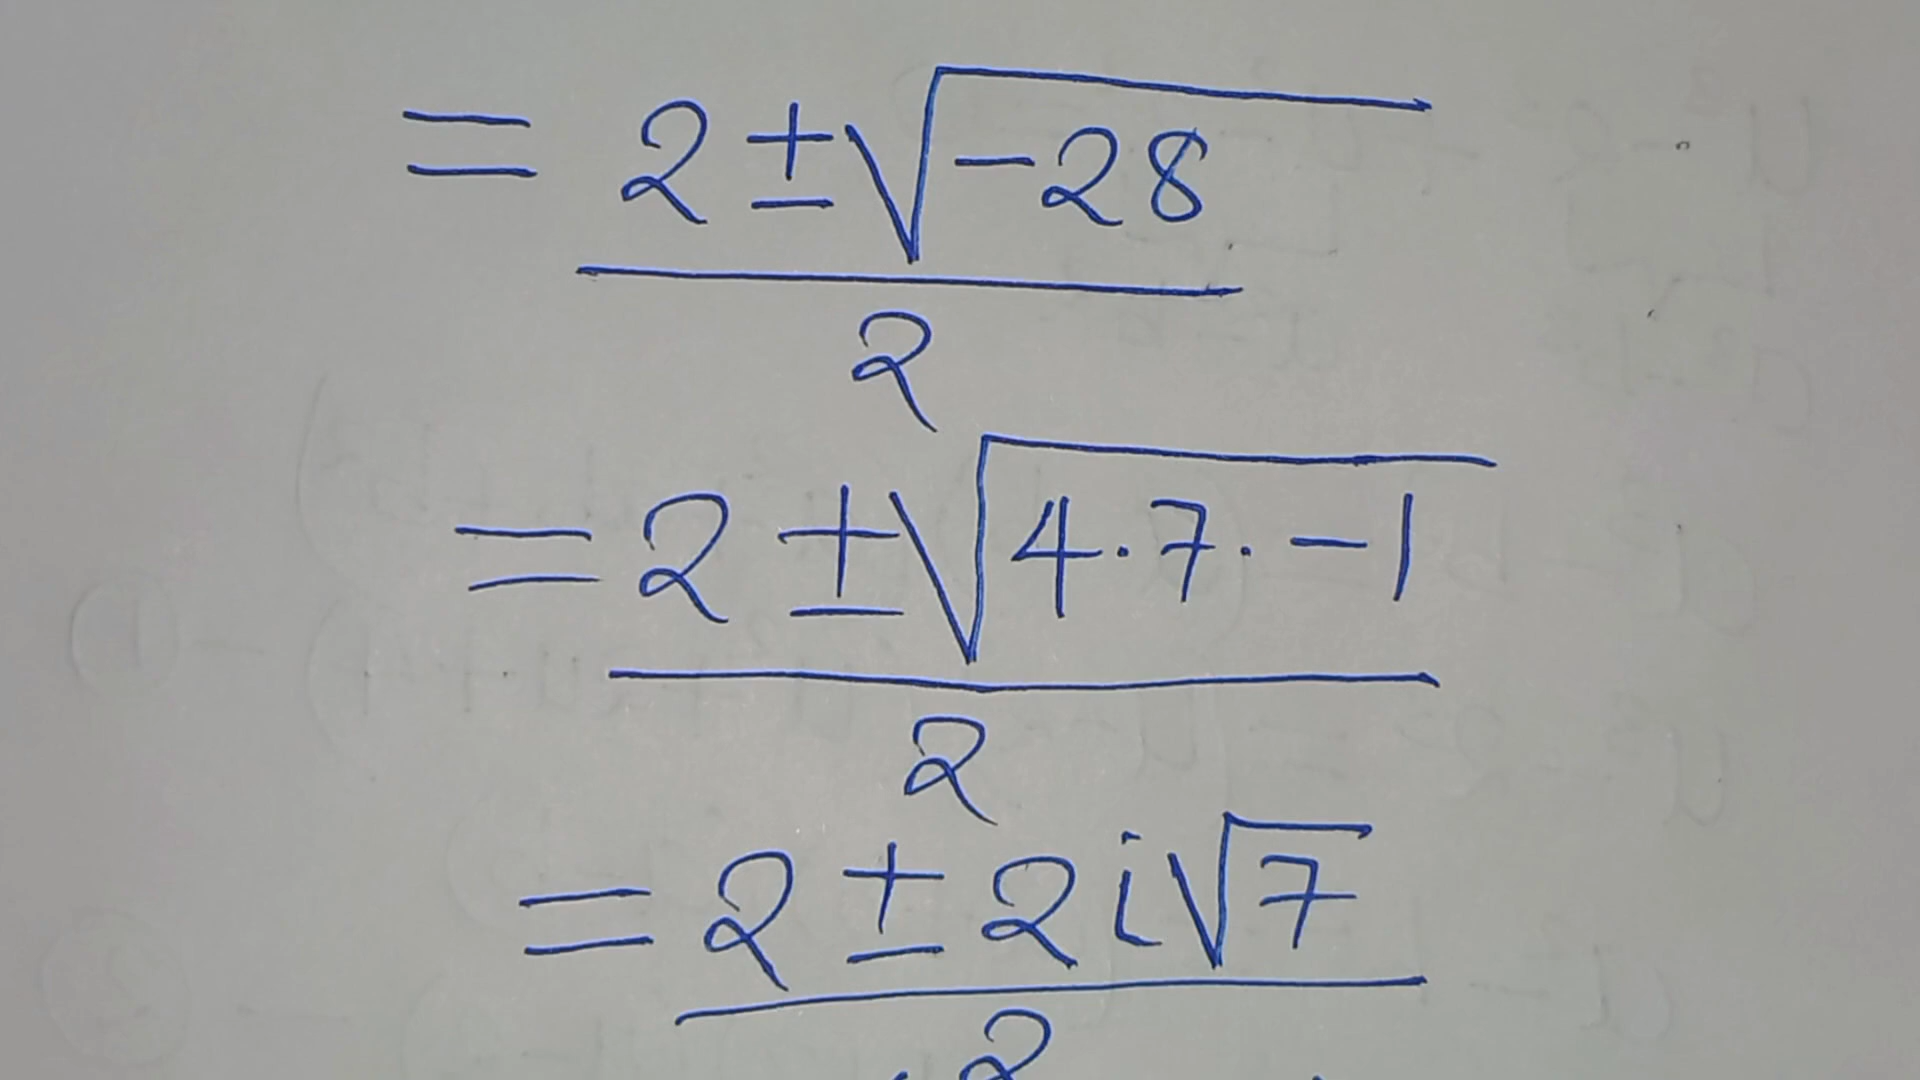 = 2 ± √-28
2
= 2 ± √4·7·-1
2
= 2 ± 2i√7
2